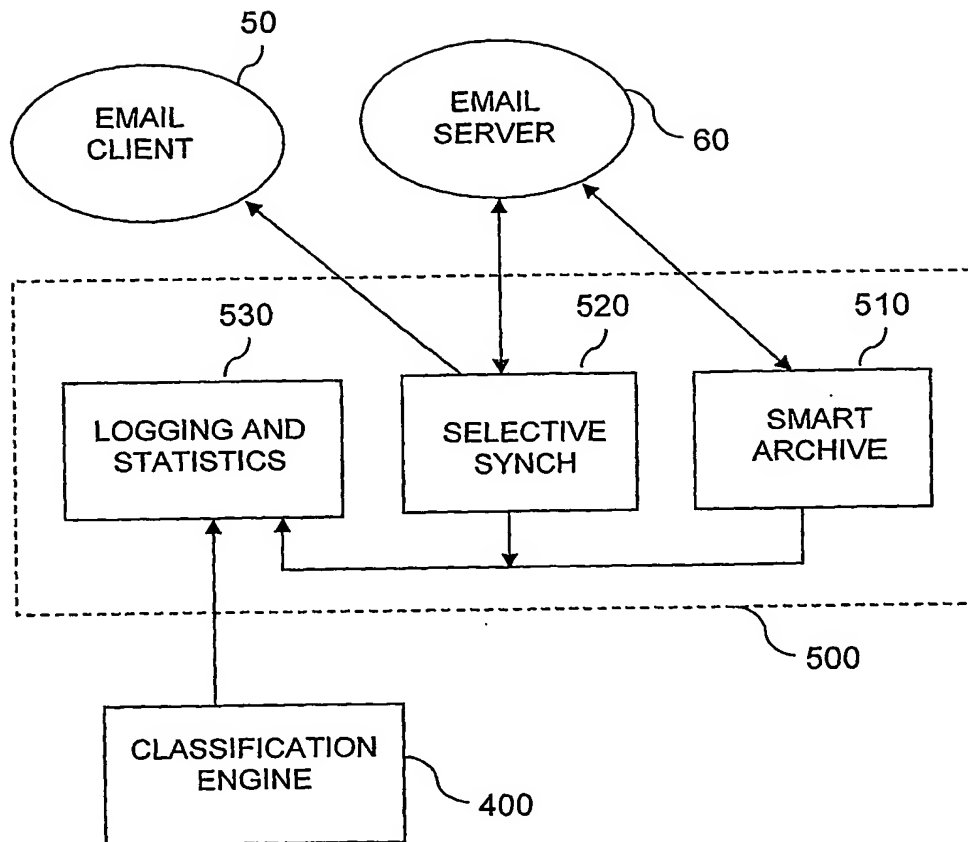 50
EMAIL
CLIENT
EMAIL
SERVER
60
530
520
510
LOGGING AND
STATISTICS
SELECTIVE
SYNCH
SMART
ARCHIVE
500
CLASSIFICATION
ENGINE
400